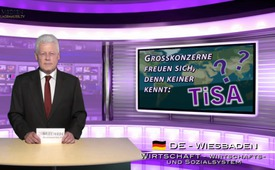 GROSSKONZERNE
FREUEN SICH,
DENN KEINER
KENNT:
TiSA
??
DE - WIESBADEN
WIRTSCHAFT - WIRTSCHAFTS-
UND SOZIALSYSTEM